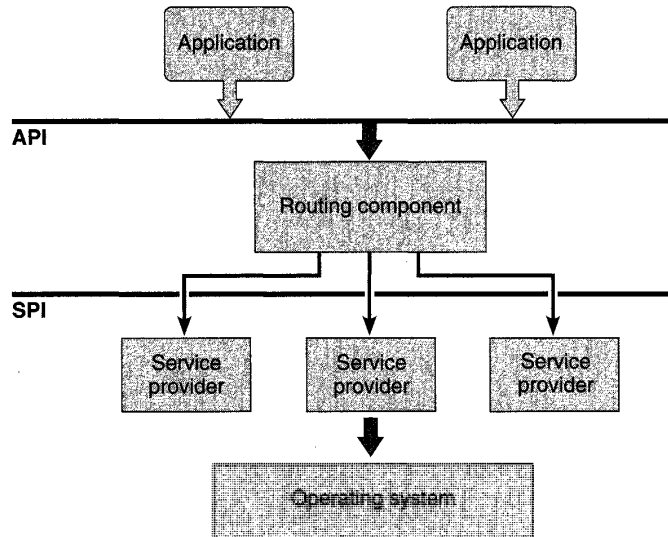 Application
Application
API
Routing component
SPI
Service
provider
Service
provider
Service
provider
Operating system